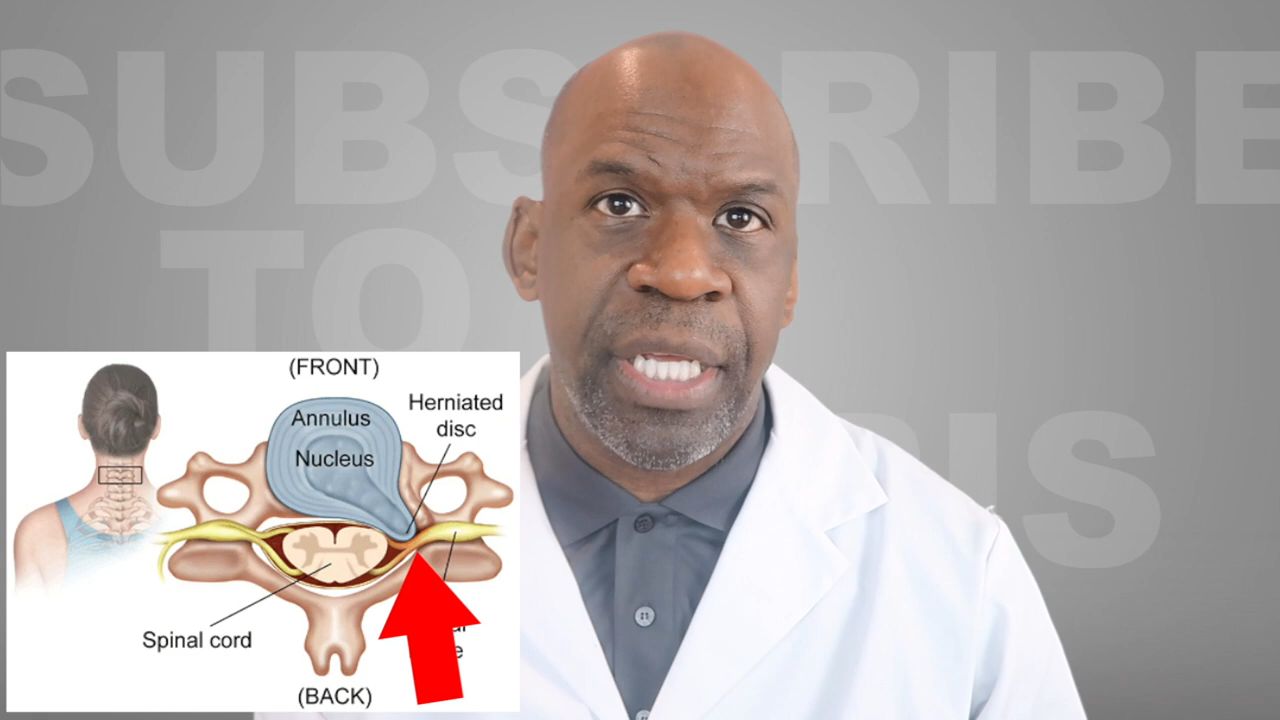 SUBSCRIBE
TO
(FRONT)
Annulus
Herniated
disc
Nucleus
Spinal cord
(BACK)